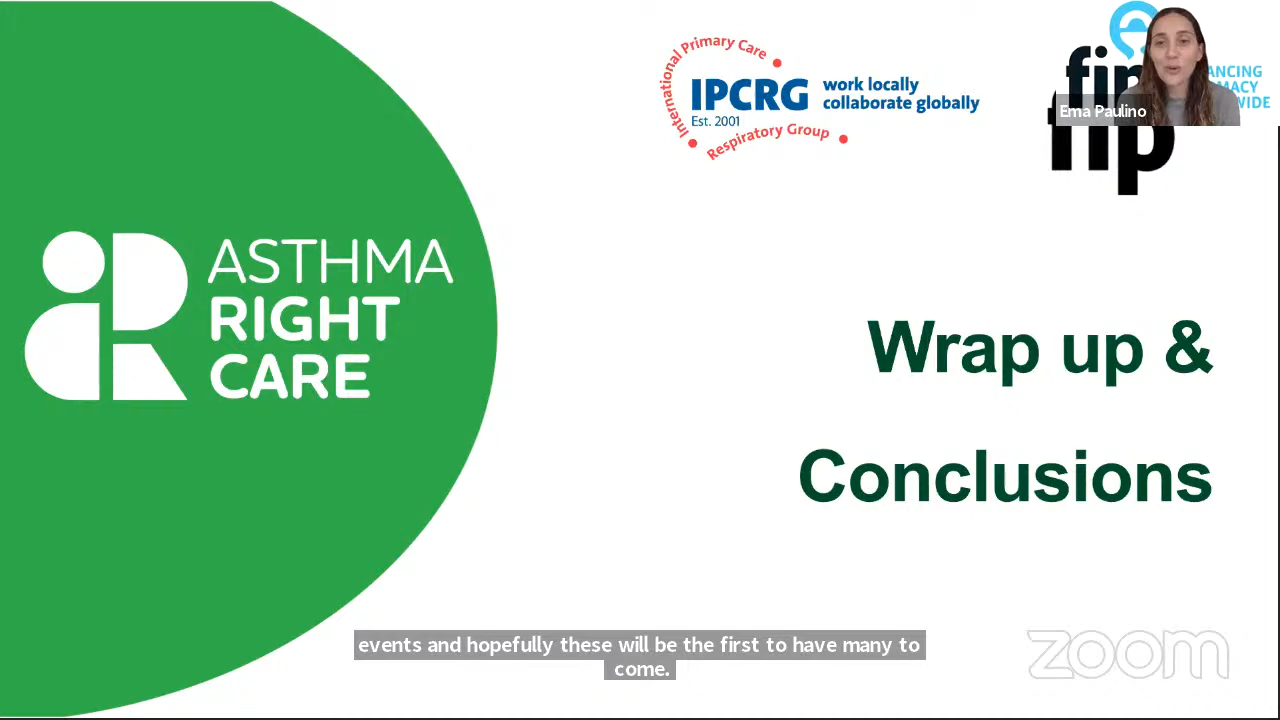 International Primary Care
IPCRG
Est. 2001
Respiratory Group
work locally
collaborate globally
fip
Ema Paulino
ASTHMA
RIGHT
CARE
Wrap up &
Conclusions
events and hopefully these will be the first to have many to
come.
zoom